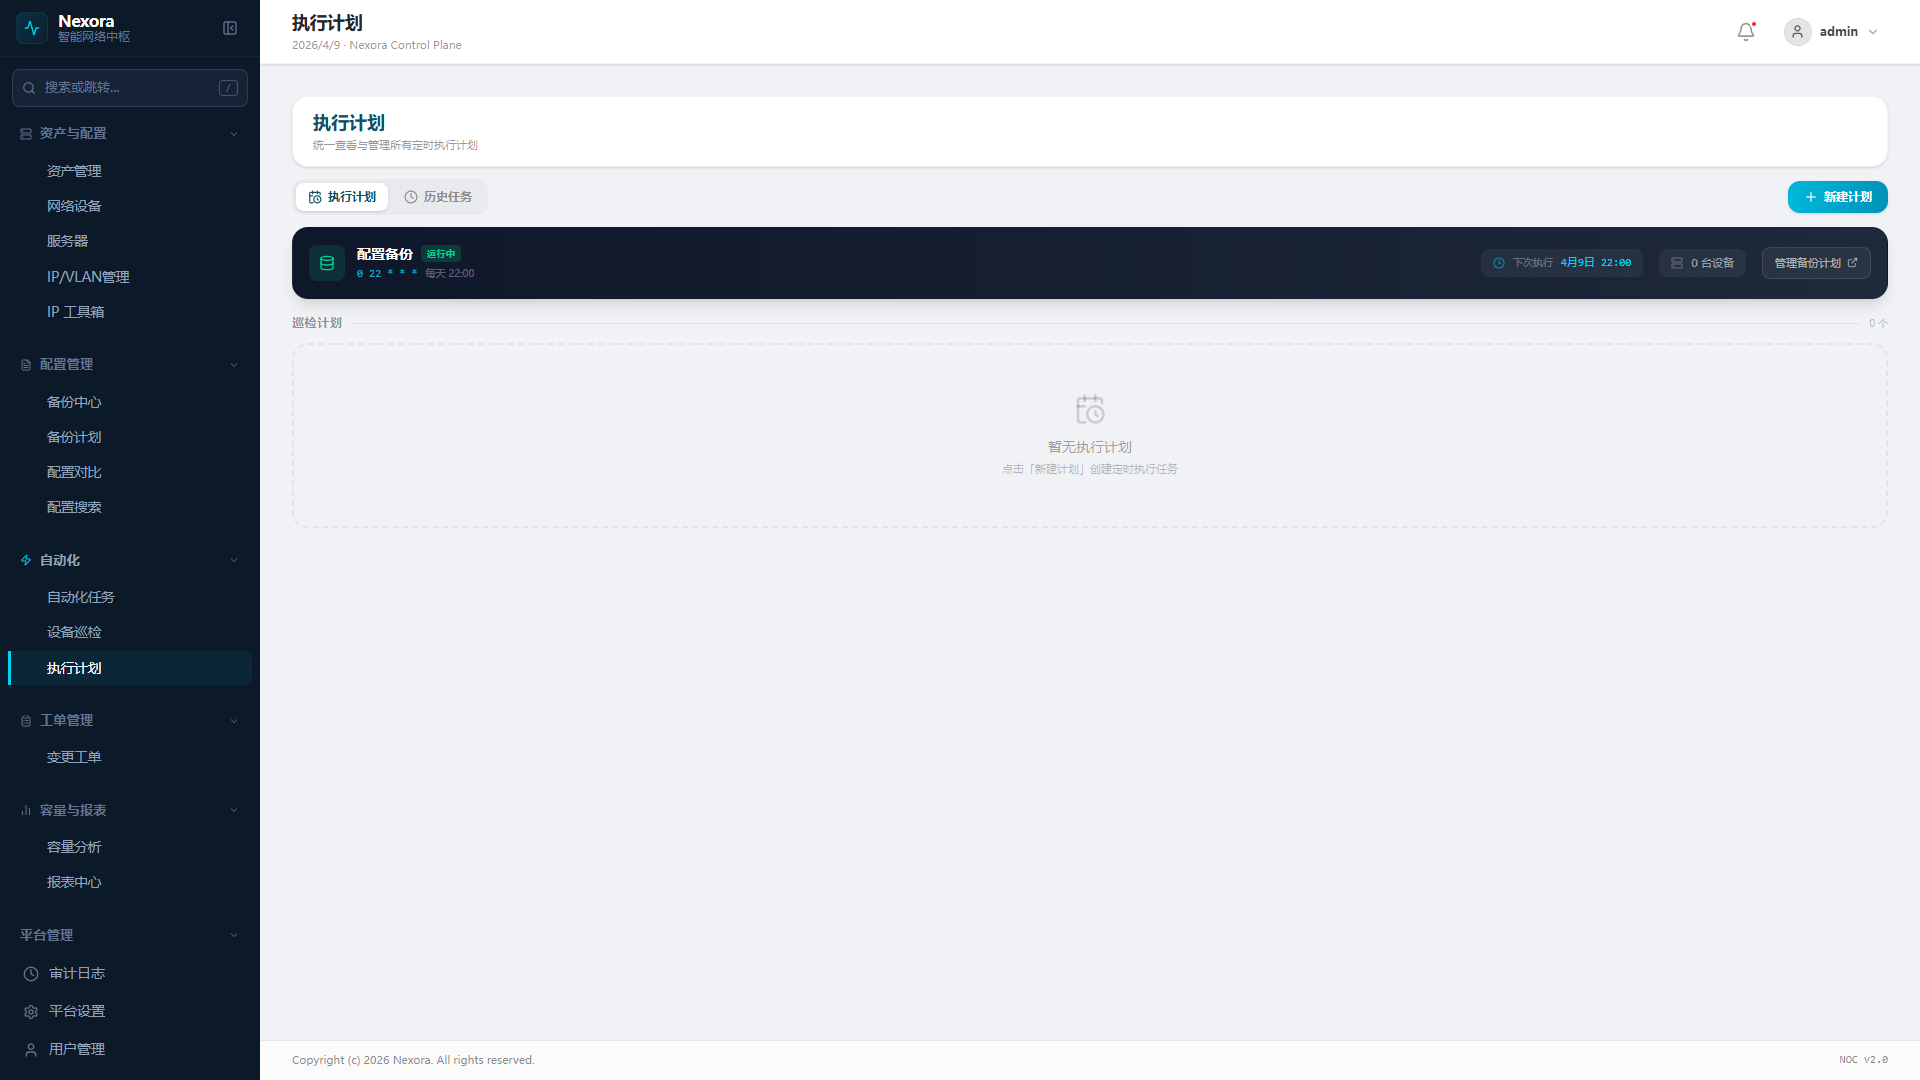 Nexora
智能网络中枢
搜索或跳转...
/
资产与配置
资产管理
网络设备
服务器
IP/VLAN管理
IP 工具箱
配置管理
备份中心
备份计划
配置对比
配置搜索
自动化
自动化任务
设备巡检
执行计划
工单管理
变更工单
容量与报表
容量分析
报表中心
平台管理
审计日志
平台设置
用户管理
执行计划
2026/4/9 · Nexora Control Plane
admin
执行计划
统一查看与管理所有定时执行计划
执行计划
历史任务
新建计划
配置备份
运行中
0 22 * * * 每天 22:00
下次执行 4月9日 22:00
0 台设备
管理备份计划
巡检计划
0 个
暂无执行计划
点击「新建计划」创建定时执行任务
Copyright (c) 2026 Nexora. All rights reserved.
NOC v2.0